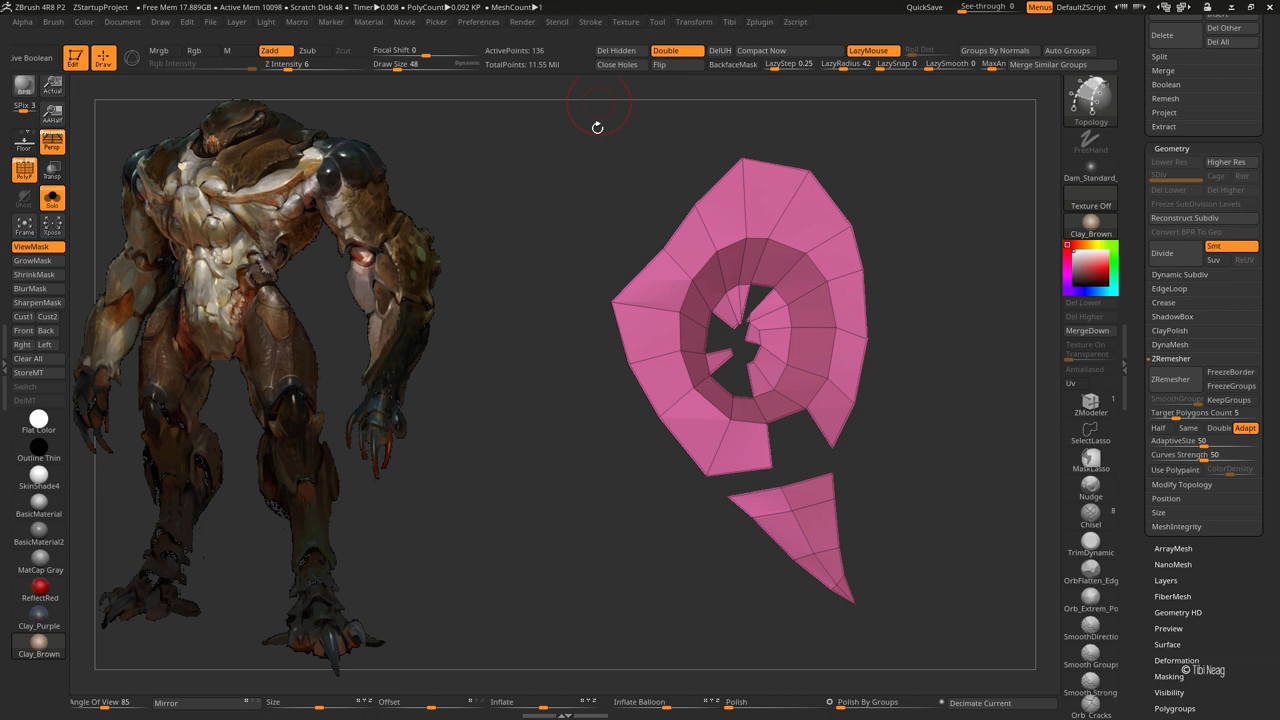 ZBrush 4R8 P2 ZStartupProject • Free Mem 17.889GB • Active Mem 10098 • Scratch Disk 48 • Timer▶0.008 • PolyCount▶0.092 KP • MeshCount▶1 QuickSave See-through 0 Menus DefaultZScript
Alpha Brush Color Document Draw Edit File Layer Light Macro Marker Material Movie Picker Preferences Render Stencil Stroke Texture Tool Transform Tibi Zplugin Zscript
ive Boolean Edit Draw Mrgb Rgb M Zadd Zsub Zcut Focal Shift 0 ActivePoints: 136 Del Hidden Double DelUH Compact Now LazyMouse Roll Dist Groups By Normals Auto Groups
Rgb Intensity Z Intensity 6 Draw Size 48 Dynamic TotalPoints: 11.55 Mil Close Holes Flip BackfaceMask LazyStep 0.25 LazyRadius 42 LazySnap 0 LazySmooth 0 MaxAn Merge Similar Groups
BPR
Actual
SPix 3
AAHalf
Floor
Persp
PolyF
Transp
Ghost
Solo
Frame
Xpose
ViewMask
GrowMask
ShrinkMask
BlurMask
SharpenMask
Cust1 Cust2
Front Back
Rght Left
Clear All
StoreMT
Switch
DelMT
Flat Color
Outline Thin
SkinShade4
BasicMaterial
BasicMaterial2
MatCap Gray
ReflectRed
Clay_Purple
Clay_Brown
Topology
FreeHand
Dam_Standard_
Texture Off
Clay_Brown
Del Lower
Del Higher
MergeDown
Texture On
Transparent
Antialiased
Uv
1
ZModeler
SelectLasso
MaskLasso
Nudge
8
Chisel
TrimDynamic
OrbFlatten_Edg
Orb_Extrem_Po
SmoothDirectio
Smooth Groups
Smooth Strong
Orb_Cracks
Insert
Delete Del Other
Del All
Split
Merge
Boolean
Remesh
Project
Extract
Geometry
Lower Res Higher Res
SDiv Cage Rstr
Del Lower Del Higher
Freeze SubDivision Levels
Reconstruct Subdiv
Convert BPR To Geo
Divide Smt
Suv ReUV
Dynamic Subdiv
EdgeLoop
Crease
ShadowBox
ClayPolish
DynaMesh
ZRemesher
ZRemesher FreezeBorder
FreezeGroups
SmoothGroups KeepGroups
Target Polygons Count 5
Half Same Double Adapt
AdaptiveSize 50
Curves Strength 50
Use Polypaint ColorDensity
Modify Topology
Position
Size
MeshIntegrity
ArrayMesh
NanoMesh
Layers
FiberMesh
Geometry HD
Preview
Surface
Deformation
© Tibi Neag
Masking
Visibility
Polygroups
Angle Of View 85 Mirror Size Offset Inflate Inflate Balloon Polish Polish By Groups Decimate Current